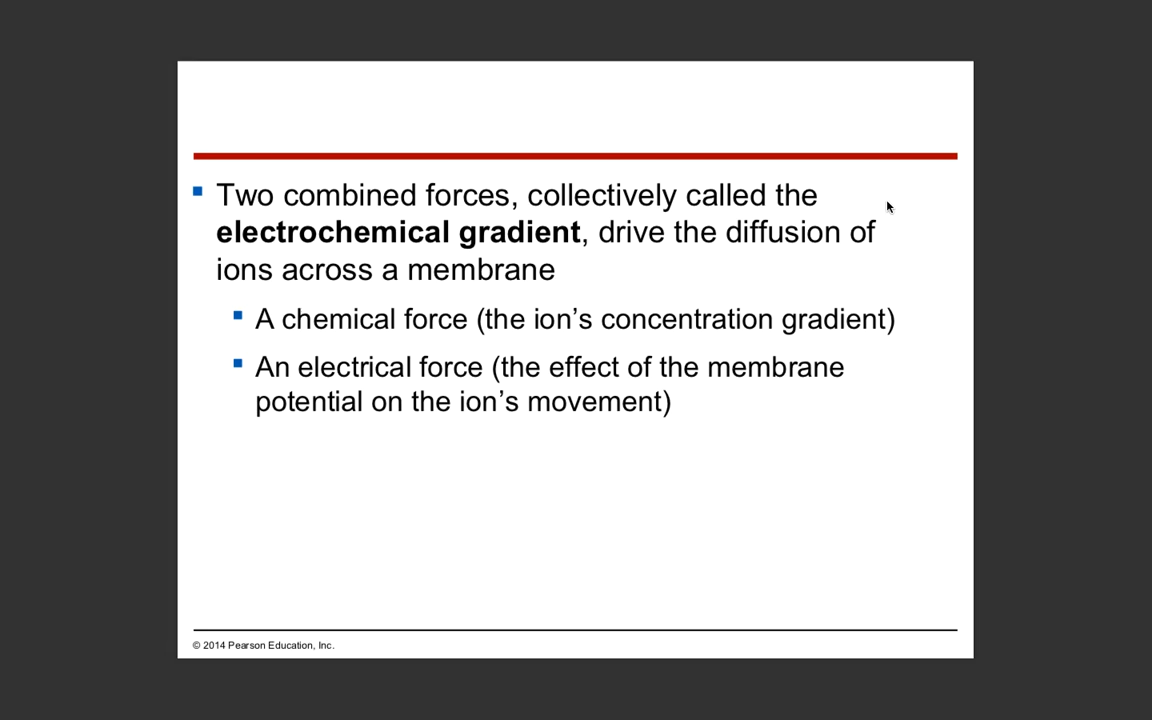 Two combined forces, collectively called the
electrochemical gradient, drive the diffusion of
ions across a membrane
A chemical force (the ion’s concentration gradient)
An electrical force (the effect of the membrane
potential on the ion’s movement)
© 2014 Pearson Education, Inc.